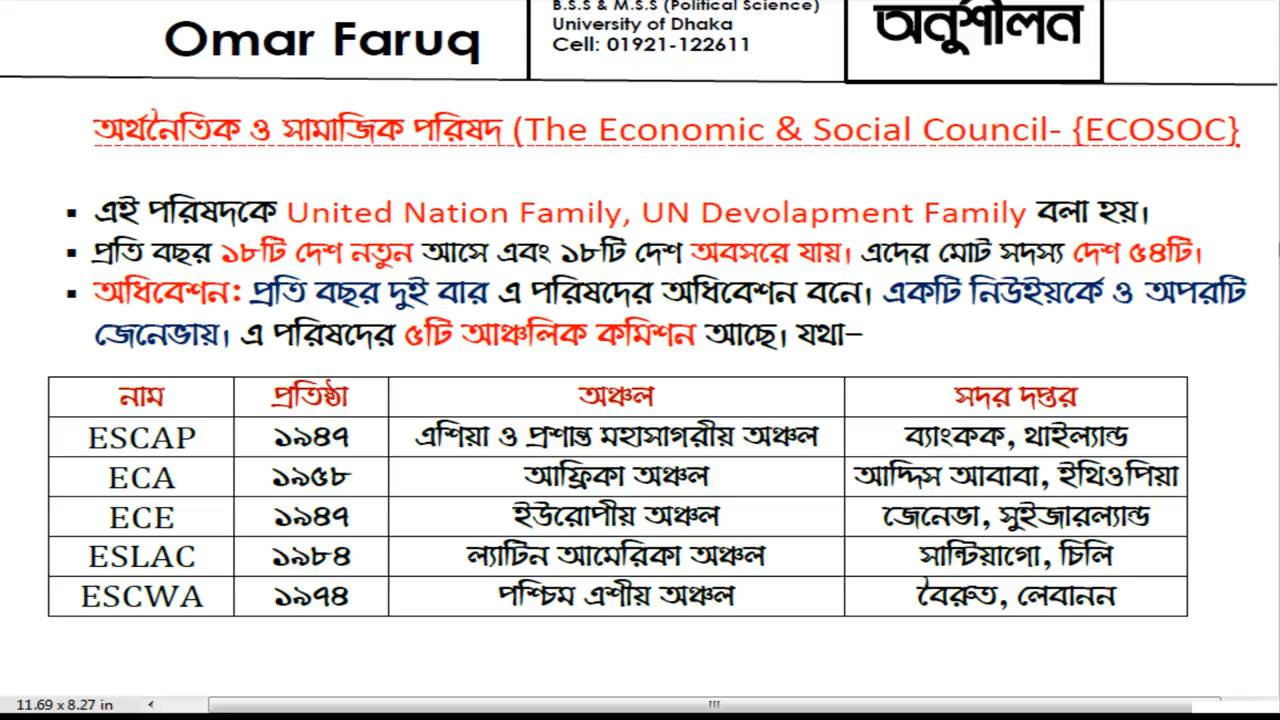 B.S.S & M.S.S (Political Science)
Omar Faruq
University of Dhaka
Cell: 01921-122611
অনুশীলন
অর্থনৈতিক ও সামাজিক পরিষদ (The Economic & Social Council- {ECOSOC}
▪ এই পরিষদকে United Nation Family, UN Devolapment Family বলা হয়।
▪ প্রতি বছর ১৮টি দেশ নতুন আসে এবং ১৮টি দেশ অবসরে যায়। এদের মোট সদস্য দেশ ৫৪টি।
▪ অধিবেশন: প্রতি বছর দুই বার এ পরিষদের অধিবেশন বসে। একটি নিউইয়র্কে ও অপরটি
জেনেভায়। এ পরিষদের ৫টি আঞ্চলিক কমিশন আছে। যথা–
নাম প্রতিষ্ঠা অঞ্চল সদর দপ্তর
ESCAP ১৯৪৭ এশিয়া ও প্রশান্ত মহাসাগরীয় অঞ্চল ব্যাংকক, থাইল্যান্ড
ECA ১৯৫৮ আফ্রিকা অঞ্চল আদ্দিস আবাবা, ইথিওপিয়া
ECE ১৯৪৭ ইউরোপীয় অঞ্চল জেনেভা, সুইজারল্যান্ড
ESLAC ১৯৮৪ ল্যাটিন আমেরিকা অঞ্চল সান্টিয়াগো, চিলি
ESCWA ১৯৭৪ পশ্চিম এশীয় অঞ্চল বৈরুত, লেবানন
11.69 x 8.27 in